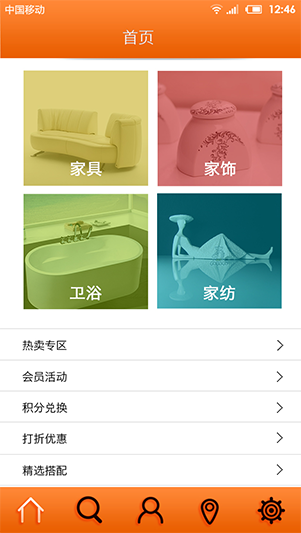 中国移动 12:46
首页
家具 家饰
卫浴 家纺
热卖专区
会员活动
积分兑换
打折优惠
精选搭配